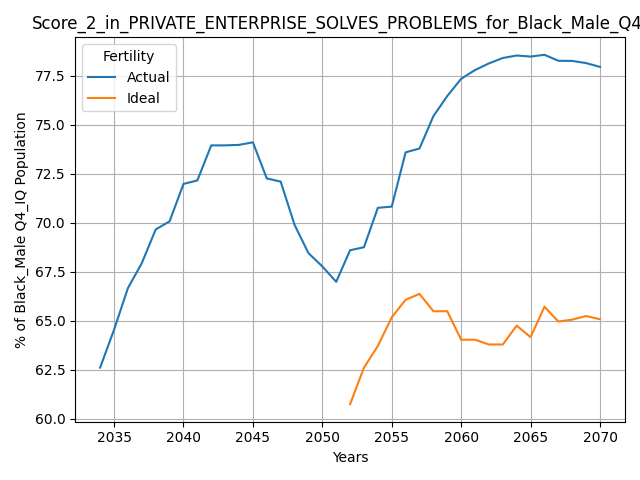 Score_2_in_PRIVATE_ENTERPRISE_SOLVES_PROBLEMS_for_Black_Male_Q4
Fertility
Actual
Ideal
% of Black_Male Q4_IQ Population
77.5
75.0
72.5
70.0
67.5
65.0
62.5
60.0
2035 2040 2045 2050 2055 2060 2065 2070
Years